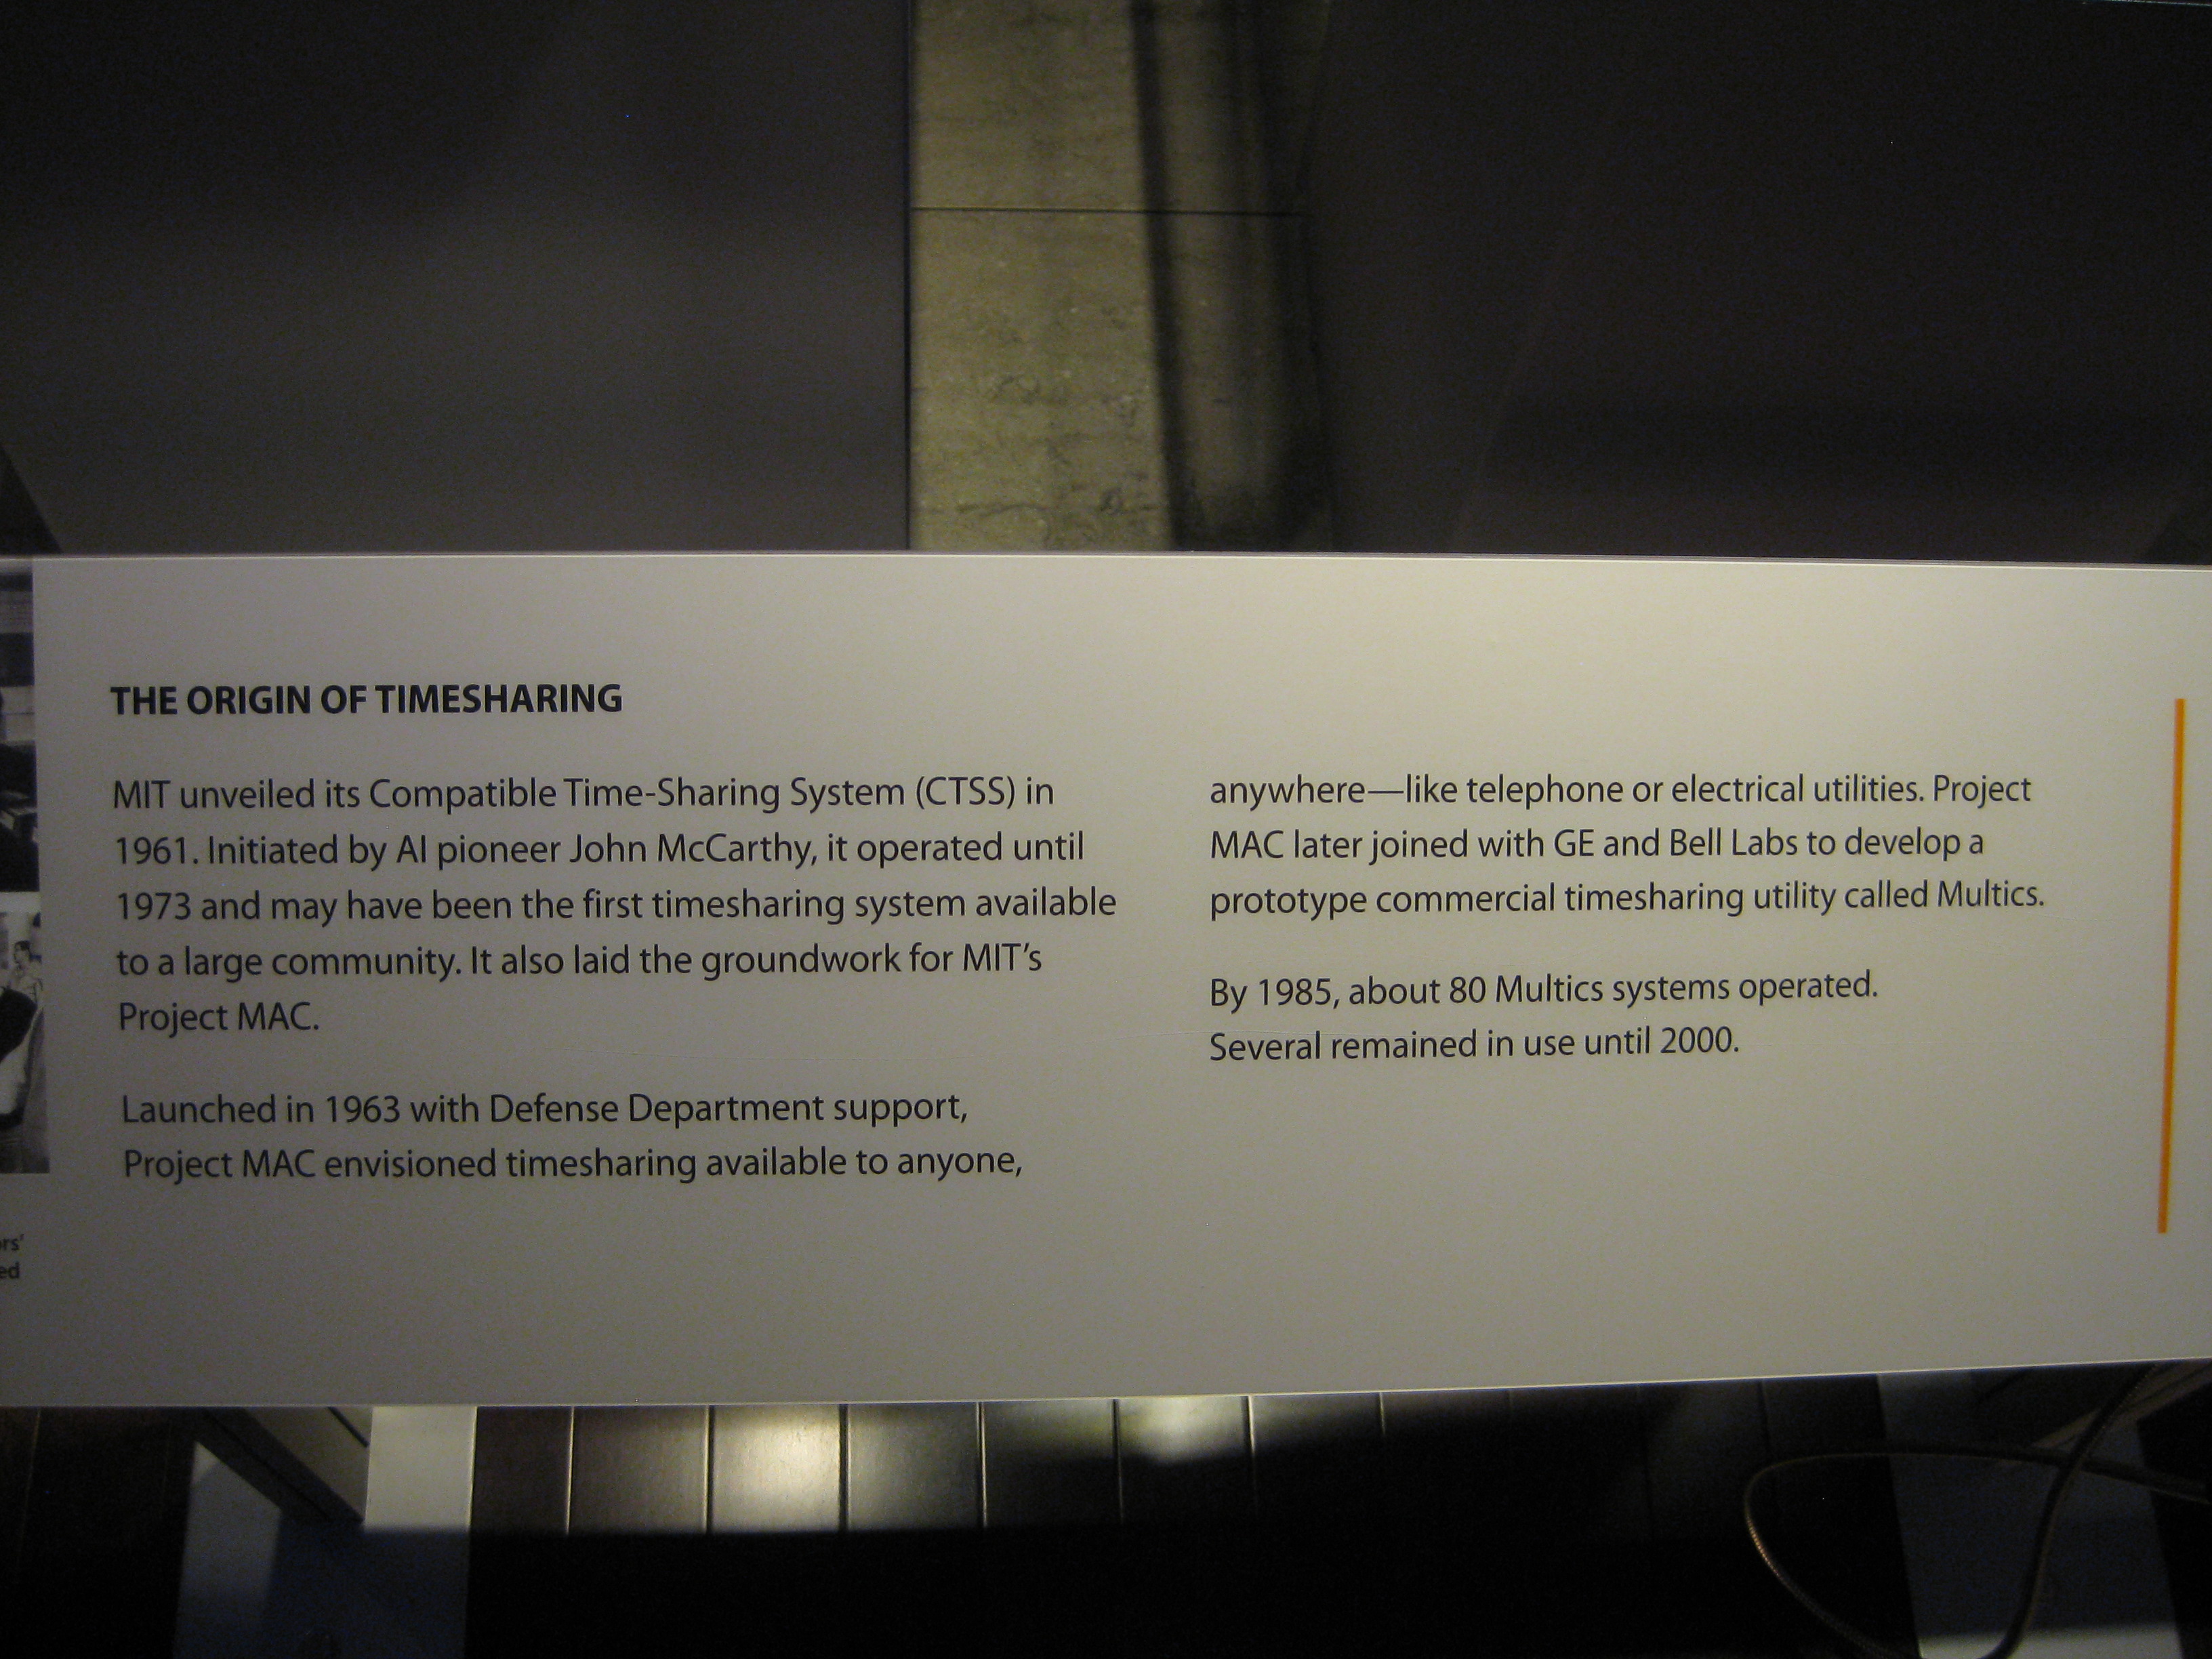 THE ORIGIN OF TIMESHARING
MIT unveiled its Compatible Time-Sharing System (CTSS) in
1961. Initiated by AI pioneer John McCarthy, it operated until
1973 and may have been the first timesharing system available
to a large community. It also laid the groundwork for MIT's
Project MAC.
Launched in 1963 with Defense Department support,
Project MAC envisioned timesharing available to anyone,
anywhere—like telephone or electrical utilities. Project
MAC later joined with GE and Bell Labs to develop a
prototype commercial timesharing utility called Multics.
By 1985, about 80 Multics systems operated.
Several remained in use until 2000.